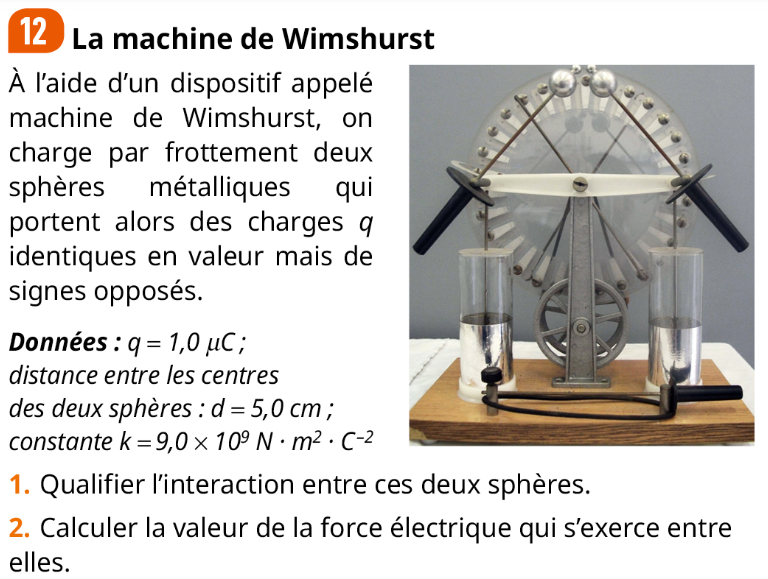 12 La machine de Wimshurst
À l’aide d’un dispositif appelé
machine de Wimshurst, on
charge par frottement deux
sphères métalliques qui
portent alors des charges q
identiques en valeur mais de
signes opposés.
Données : q = 1,0 µC ;
distance entre les centres
des deux sphères : d = 5,0 cm ;
constante k = 9,0 × 10⁹ N · m² · C⁻²
1. Qualifier l’interaction entre ces deux sphères.
2. Calculer la valeur de la force électrique qui s’exerce entre
elles.